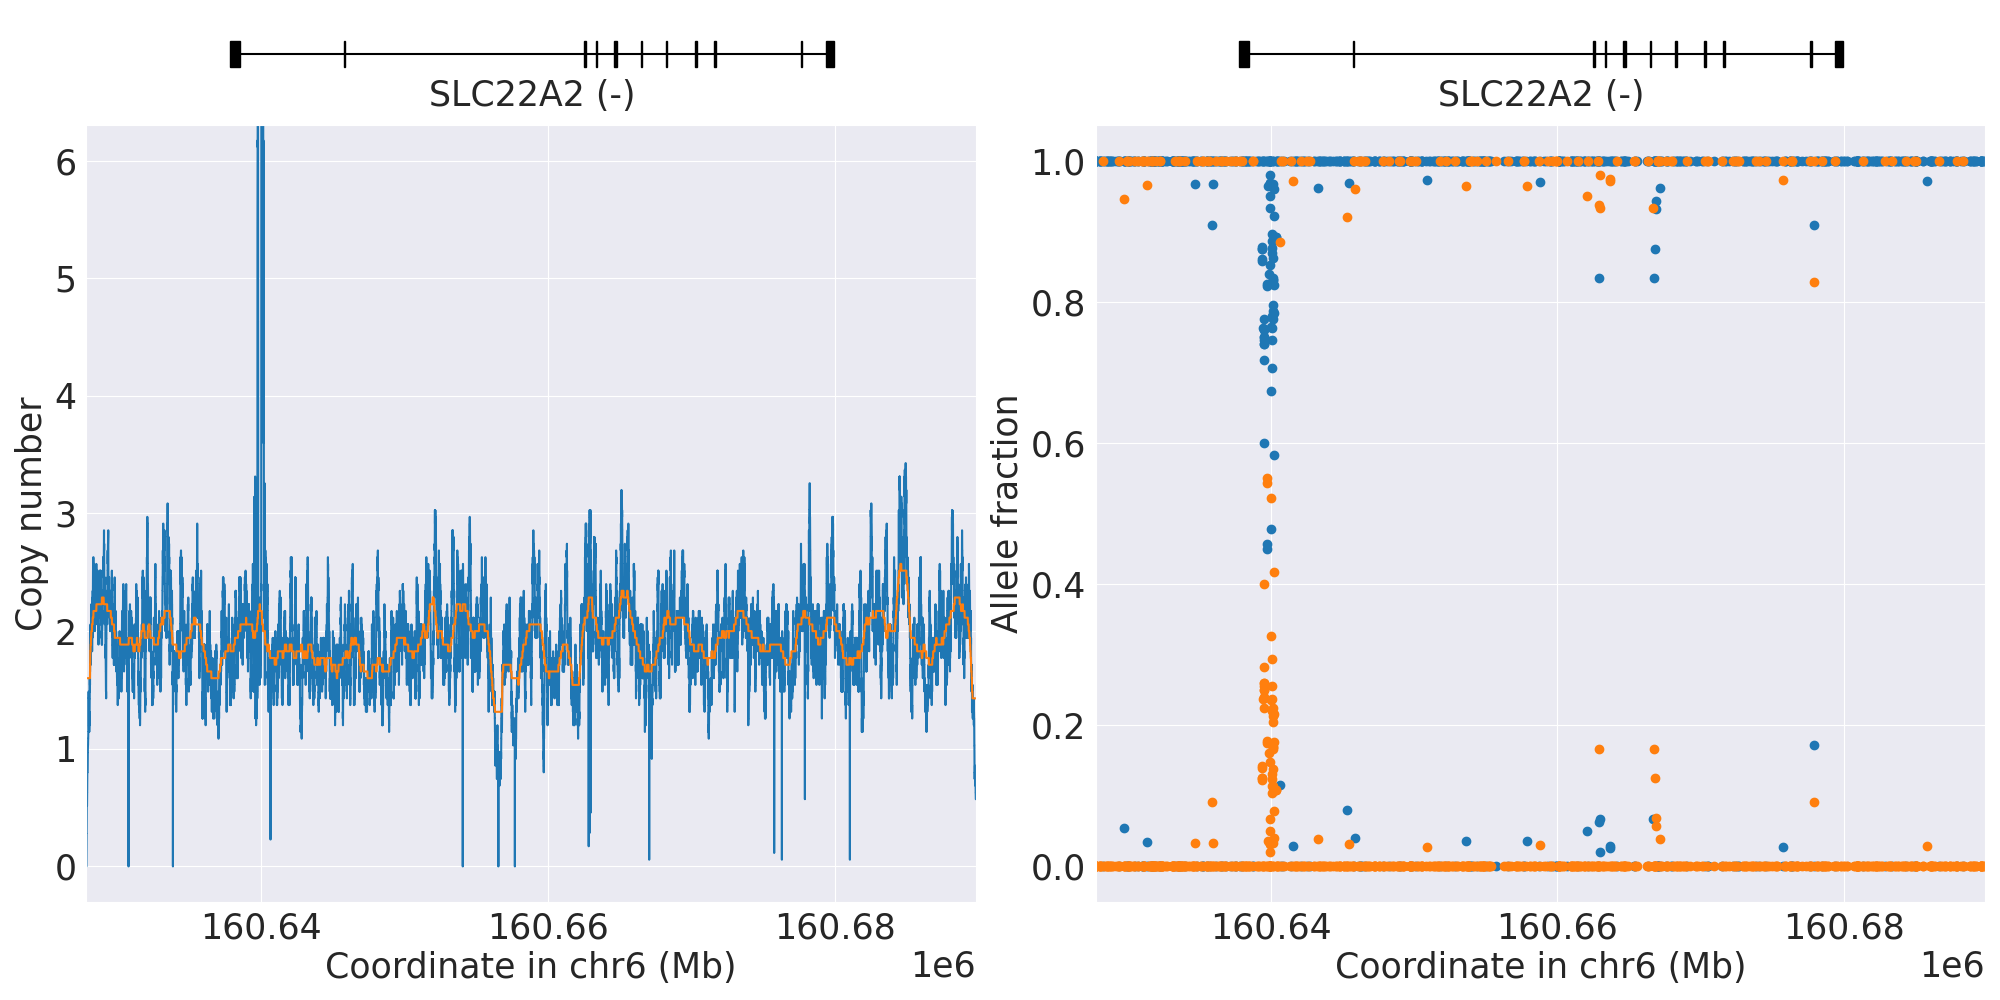 SLC22A2 (-)
6
5
4
3
2
1
0
Copy number
160.64
160.66
160.68
Coordinate in chr6 (Mb)
1e6
SLC22A2 (-)
1.0
0.8
0.6
0.4
0.2
0.0
Allele fraction
160.64
160.66
160.68
Coordinate in chr6 (Mb)
1e6